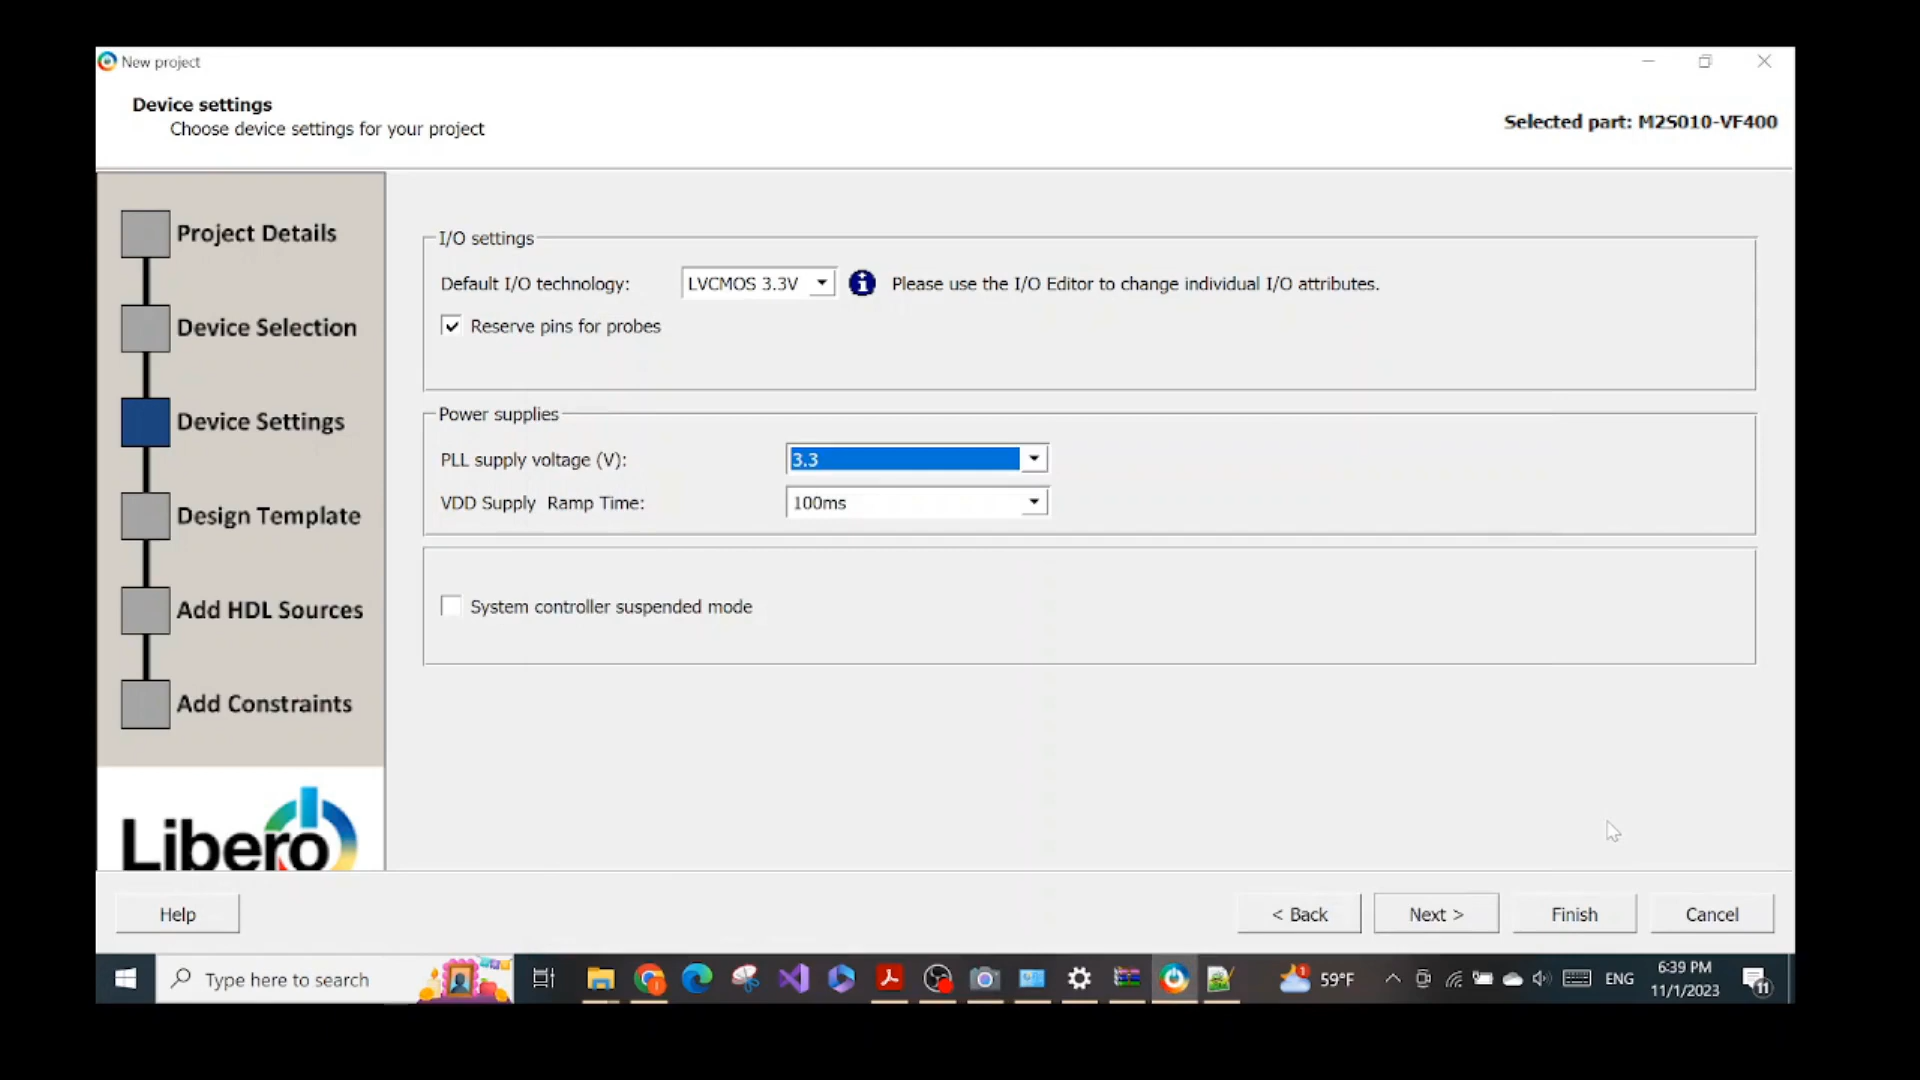 New project
Device settings
Choose device settings for your project
Selected part: M2S010-VF400
Project Details
Device Selection
Device Settings
Design Template
Add HDL Sources
Add Constraints
Libero
I/O settings
Default I/O technology: LVCMOS 3.3V Please use the I/O Editor to change individual I/O attributes.
Reserve pins for probes
Power supplies
PLL supply voltage (V): 3.3
VDD Supply Ramp Time: 100ms
System controller suspended mode
Help < Back Next > Finish Cancel
Type here to search 59°F ENG 6:39 PM
11/1/2023 11